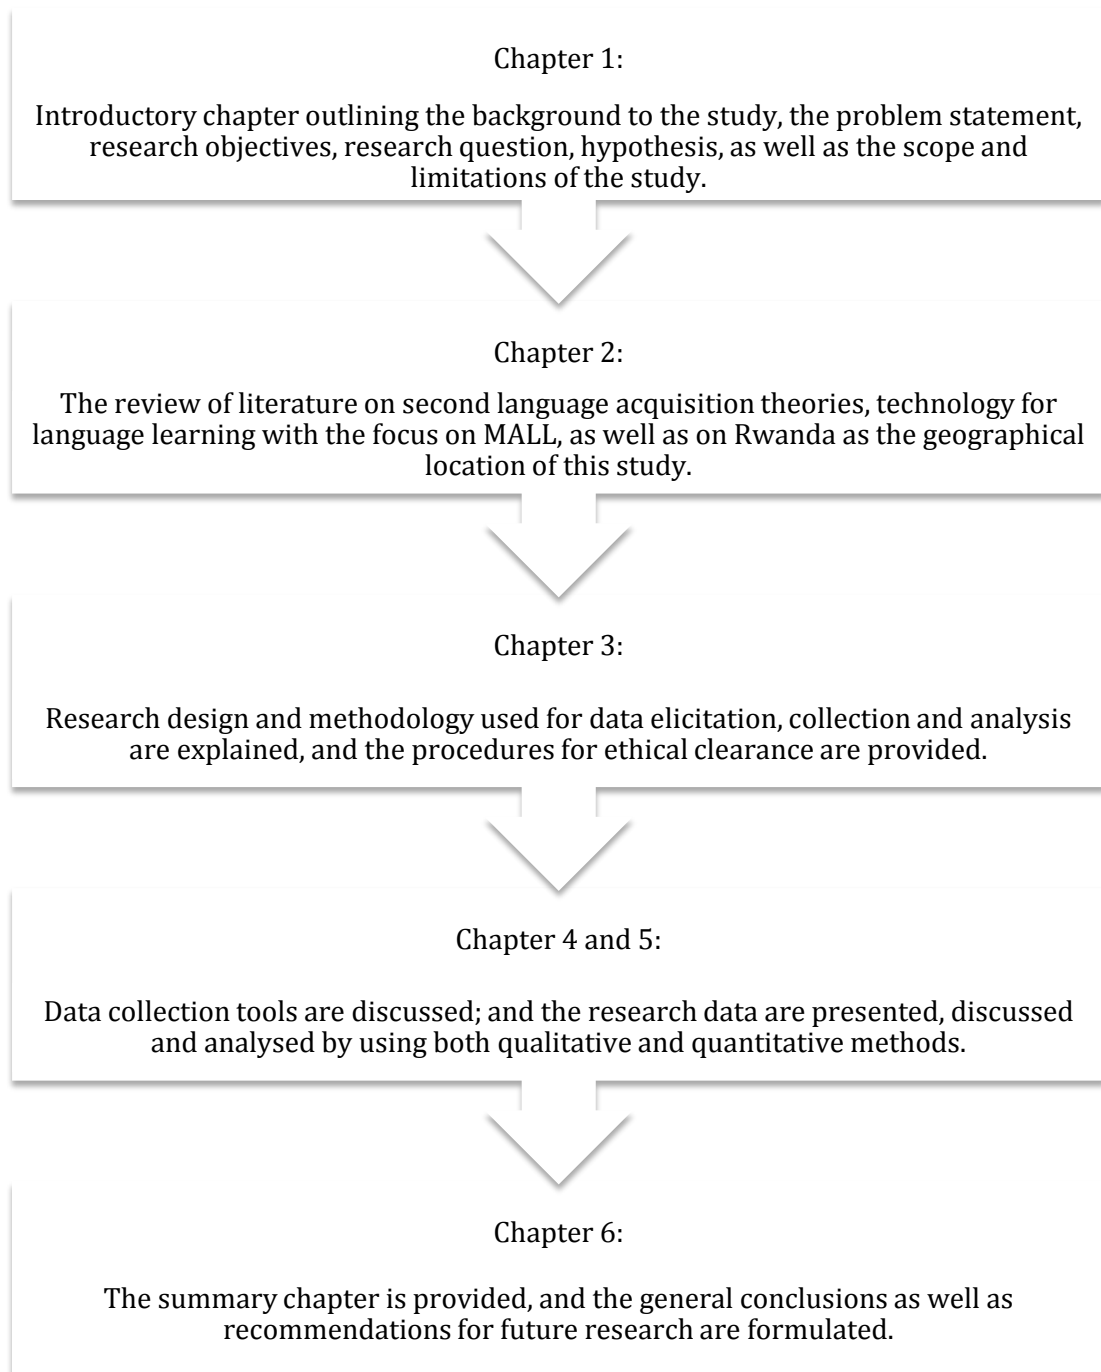 Chapter 1:
Introductory chapter outlining the background to the study, the problem statement,
research objectives, research question, hypothesis, as well as the scope and
limitations of the study.
Chapter 2:
The review of literature on second language acquisition theories, technology for
language learning with the focus on MALL, as well as on Rwanda as the geographical
location of this study.
Chapter 3:
Research design and methodology used for data elicitation, collection and analysis
are explained, and the procedures for ethical clearance are provided.
Chapter 4 and 5:
Data collection tools are discussed; and the research data are presented, discussed
and analysed by using both qualitative and quantitative methods.
Chapter 6:
The summary chapter is provided, and the general conclusions as well as
recommendations for future research are formulated.